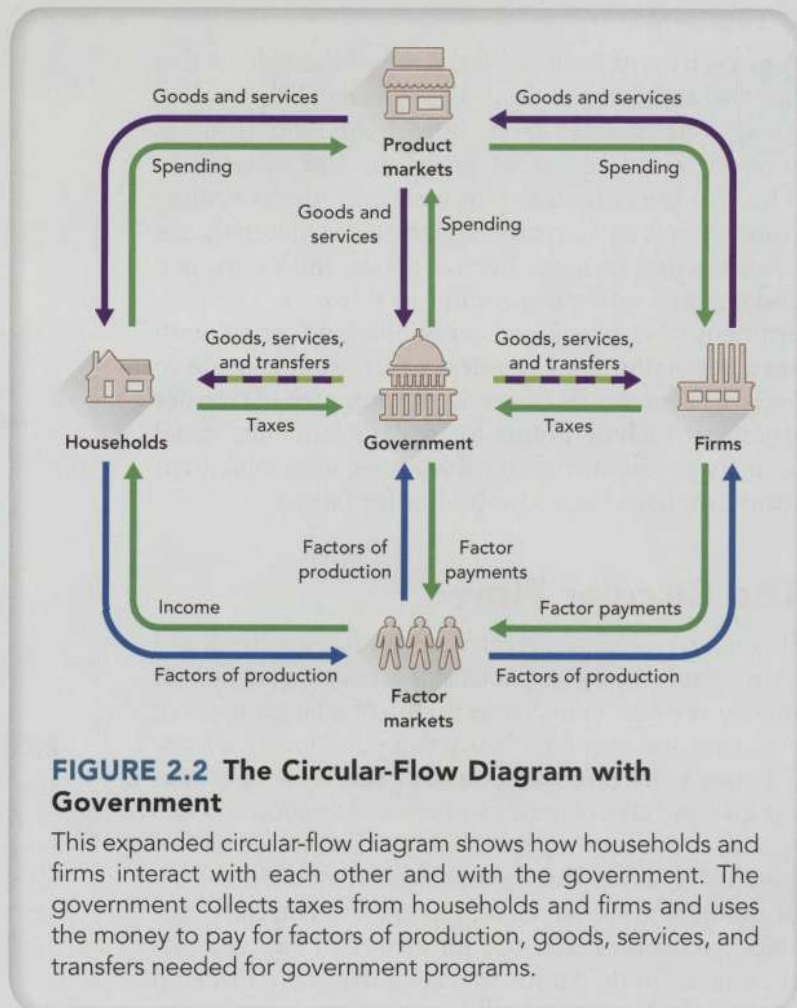 Goods and services
Goods and services
Product
markets
Spending
Spending
Goods and
services
Spending
Goods, services,
and transfers
Goods, services,
and transfers
Taxes
Taxes
Households
Government
Firms
Factors of
production
Factor
payments
Income
Factor payments
Factors of production
Factors of production
Factor
markets
FIGURE 2.2 The Circular-Flow Diagram with
Government
This expanded circular-flow diagram shows how households and
firms interact with each other and with the government. The
government collects taxes from households and firms and uses
the money to pay for factors of production, goods, services, and
transfers needed for government programs.